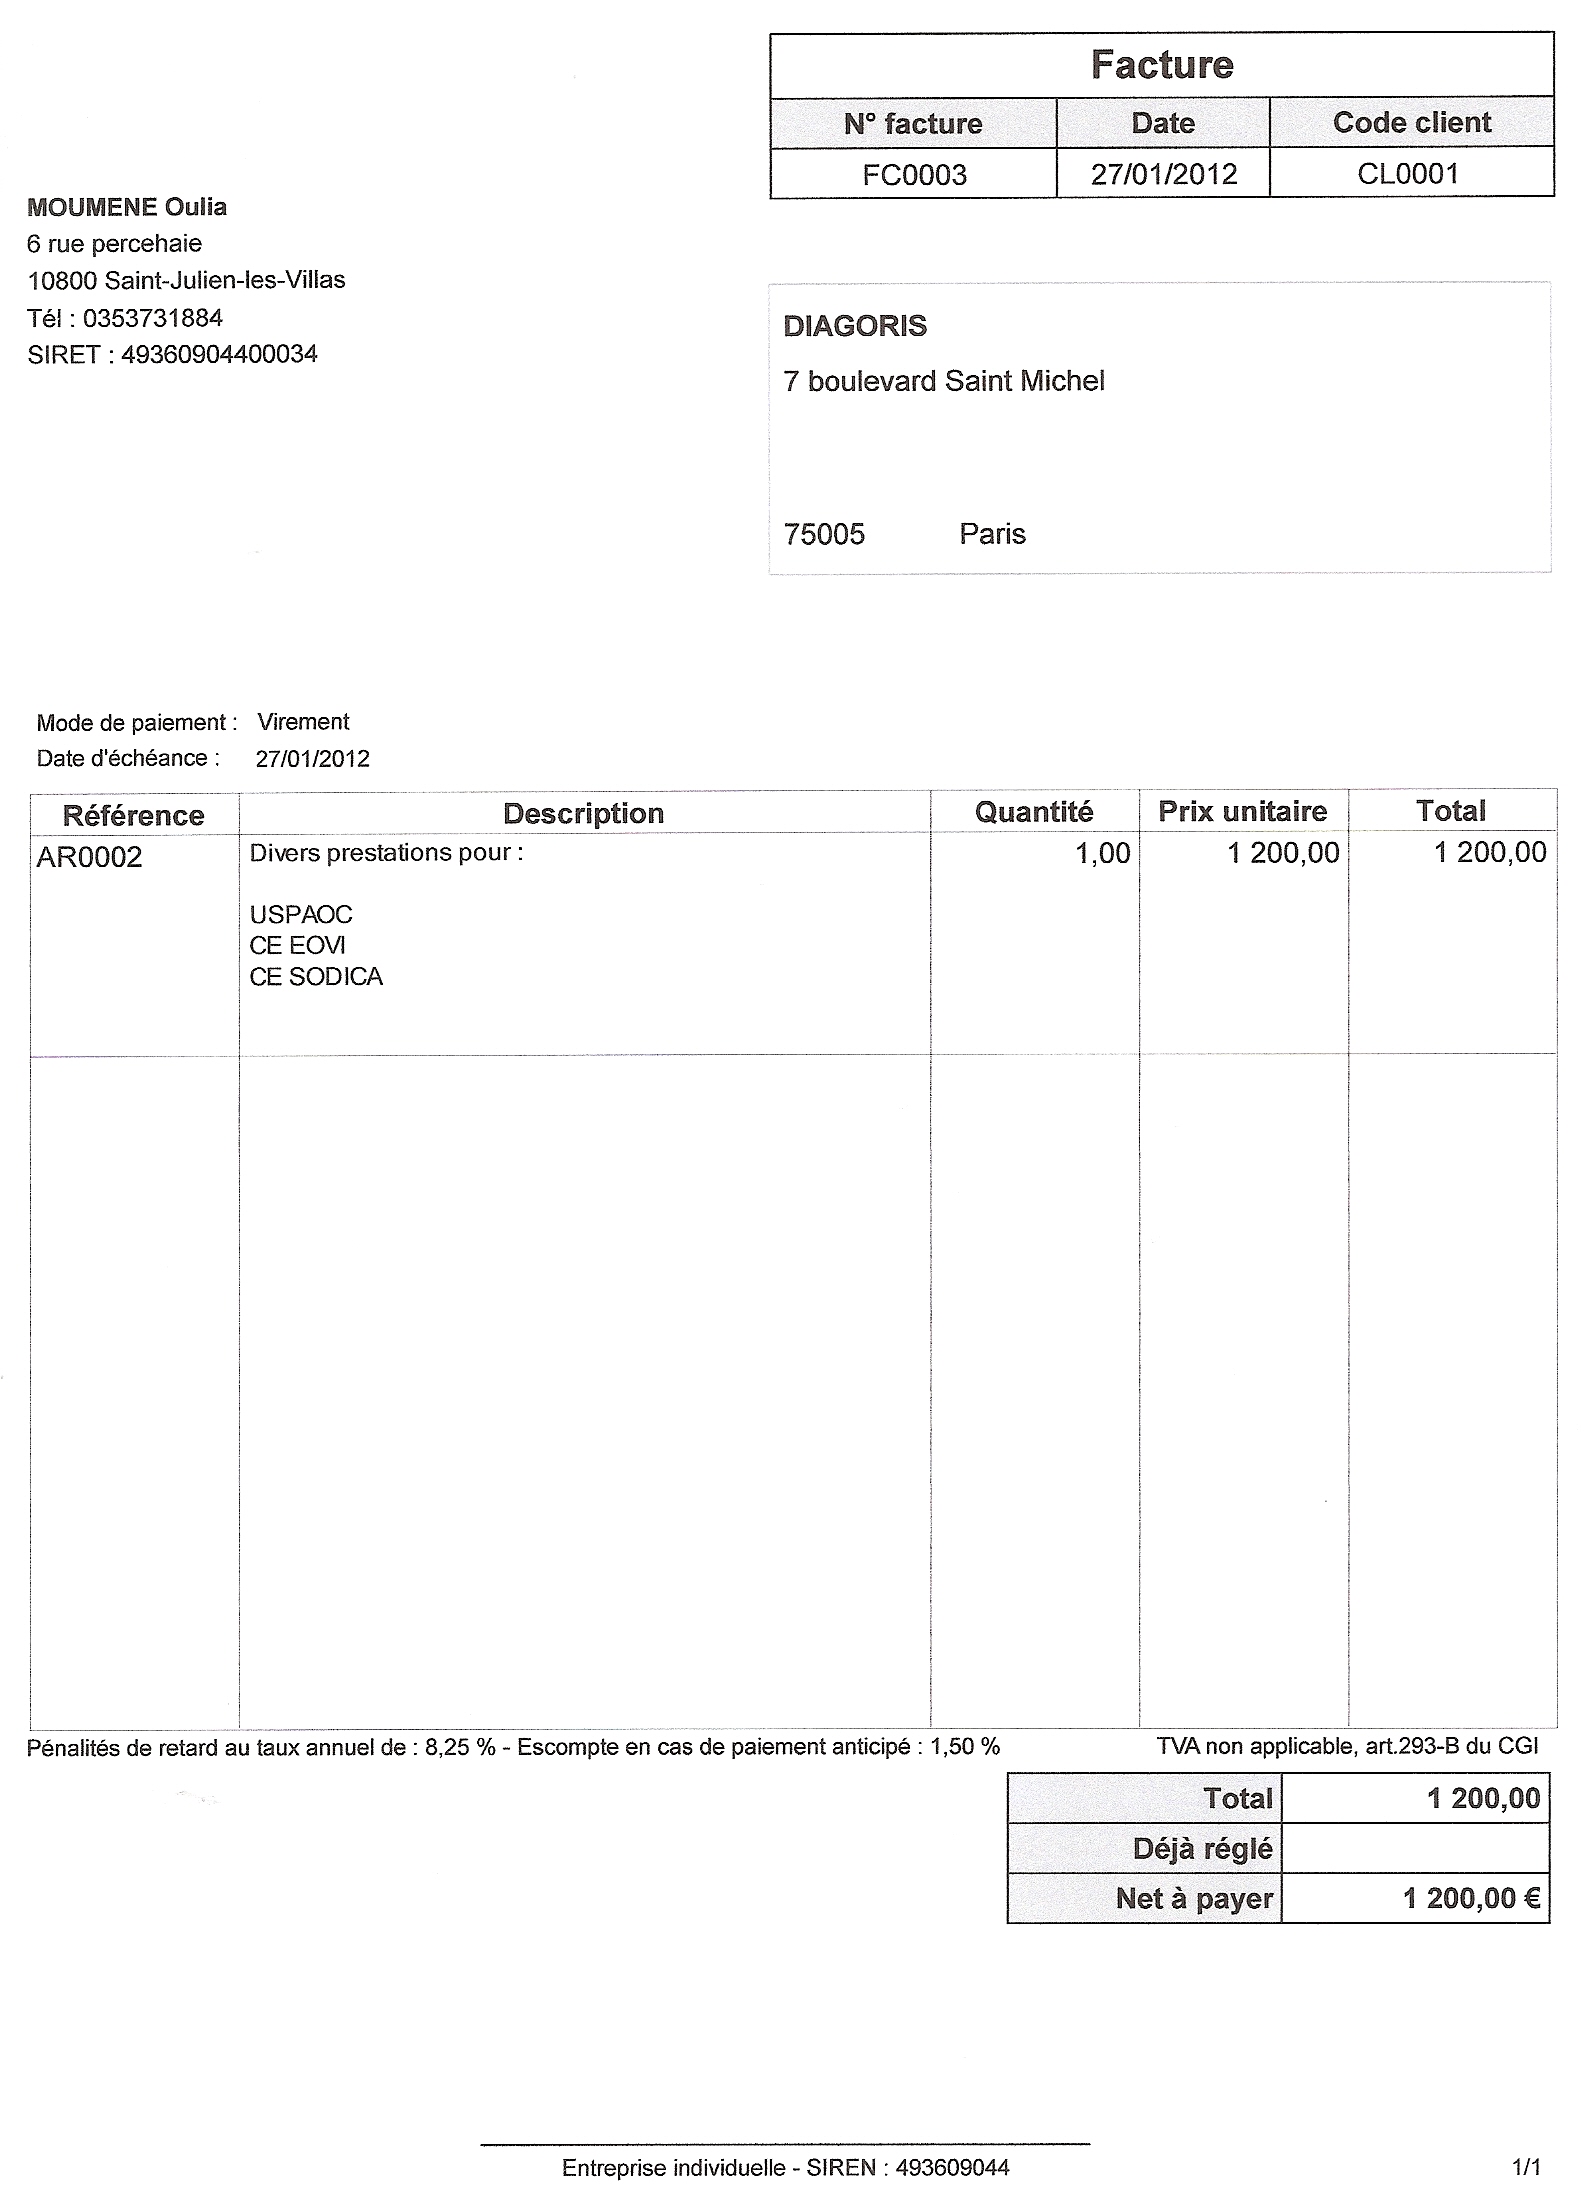 Facture
N° facture Date Code client
FC0003 27/01/2012 CL0001
MOUMENE Oulia
6 rue percehaie
10800 Saint-Julien-les-Villas
Tél : 0353731884
SIRET : 49360904400034
DIAGORIS
7 boulevard Saint Michel
75005 Paris
Mode de paiement : Virement
Date d'échéance : 27/01/2012
Référence Description Quantité Prix unitaire Total
AR0002 Divers prestations pour : 1,00 1 200,00 1 200,00
USPAOC
CE EOVI
CE SODICA
Pénalités de retard au taux annuel de : 8,25 % - Escompte en cas de paiement anticipé : 1,50 % TVA non applicable, art.293-B du CGI
Total 1 200,00
Déjà réglé
Net à payer 1 200,00 €
Entreprise individuelle - SIREN : 493609044 1/1